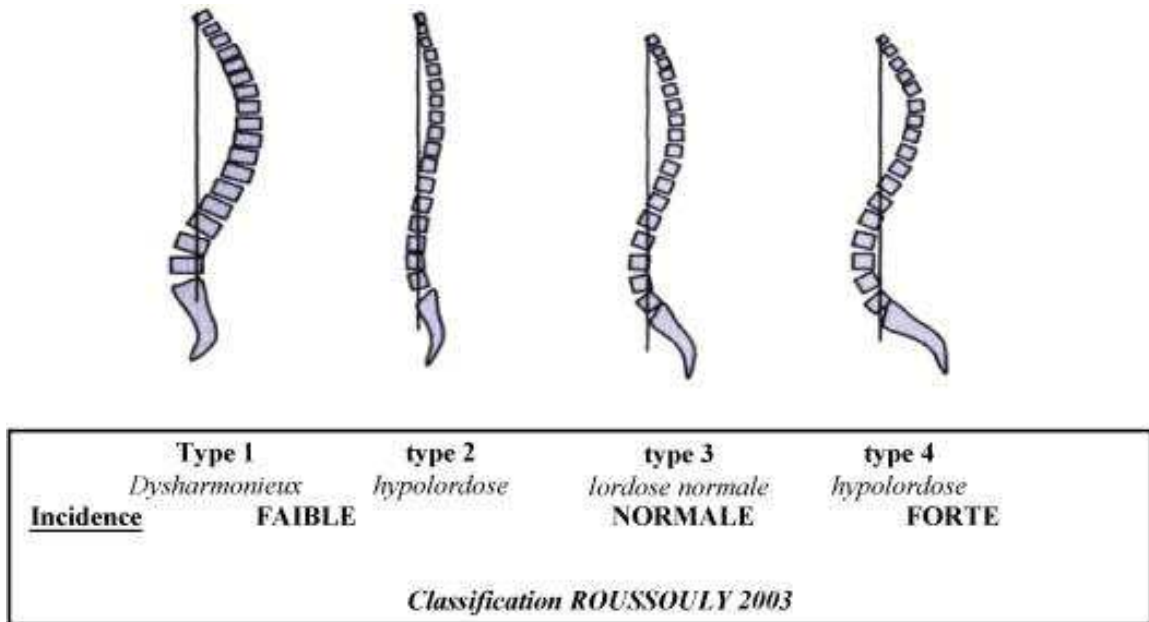 Type 1 type 2 type 3 type 4
Dysharmonieux hypolordose lordose normale hypolordose
Incidence FAIBLE NORMALE FORTE
Classification ROUSSOULY 2003